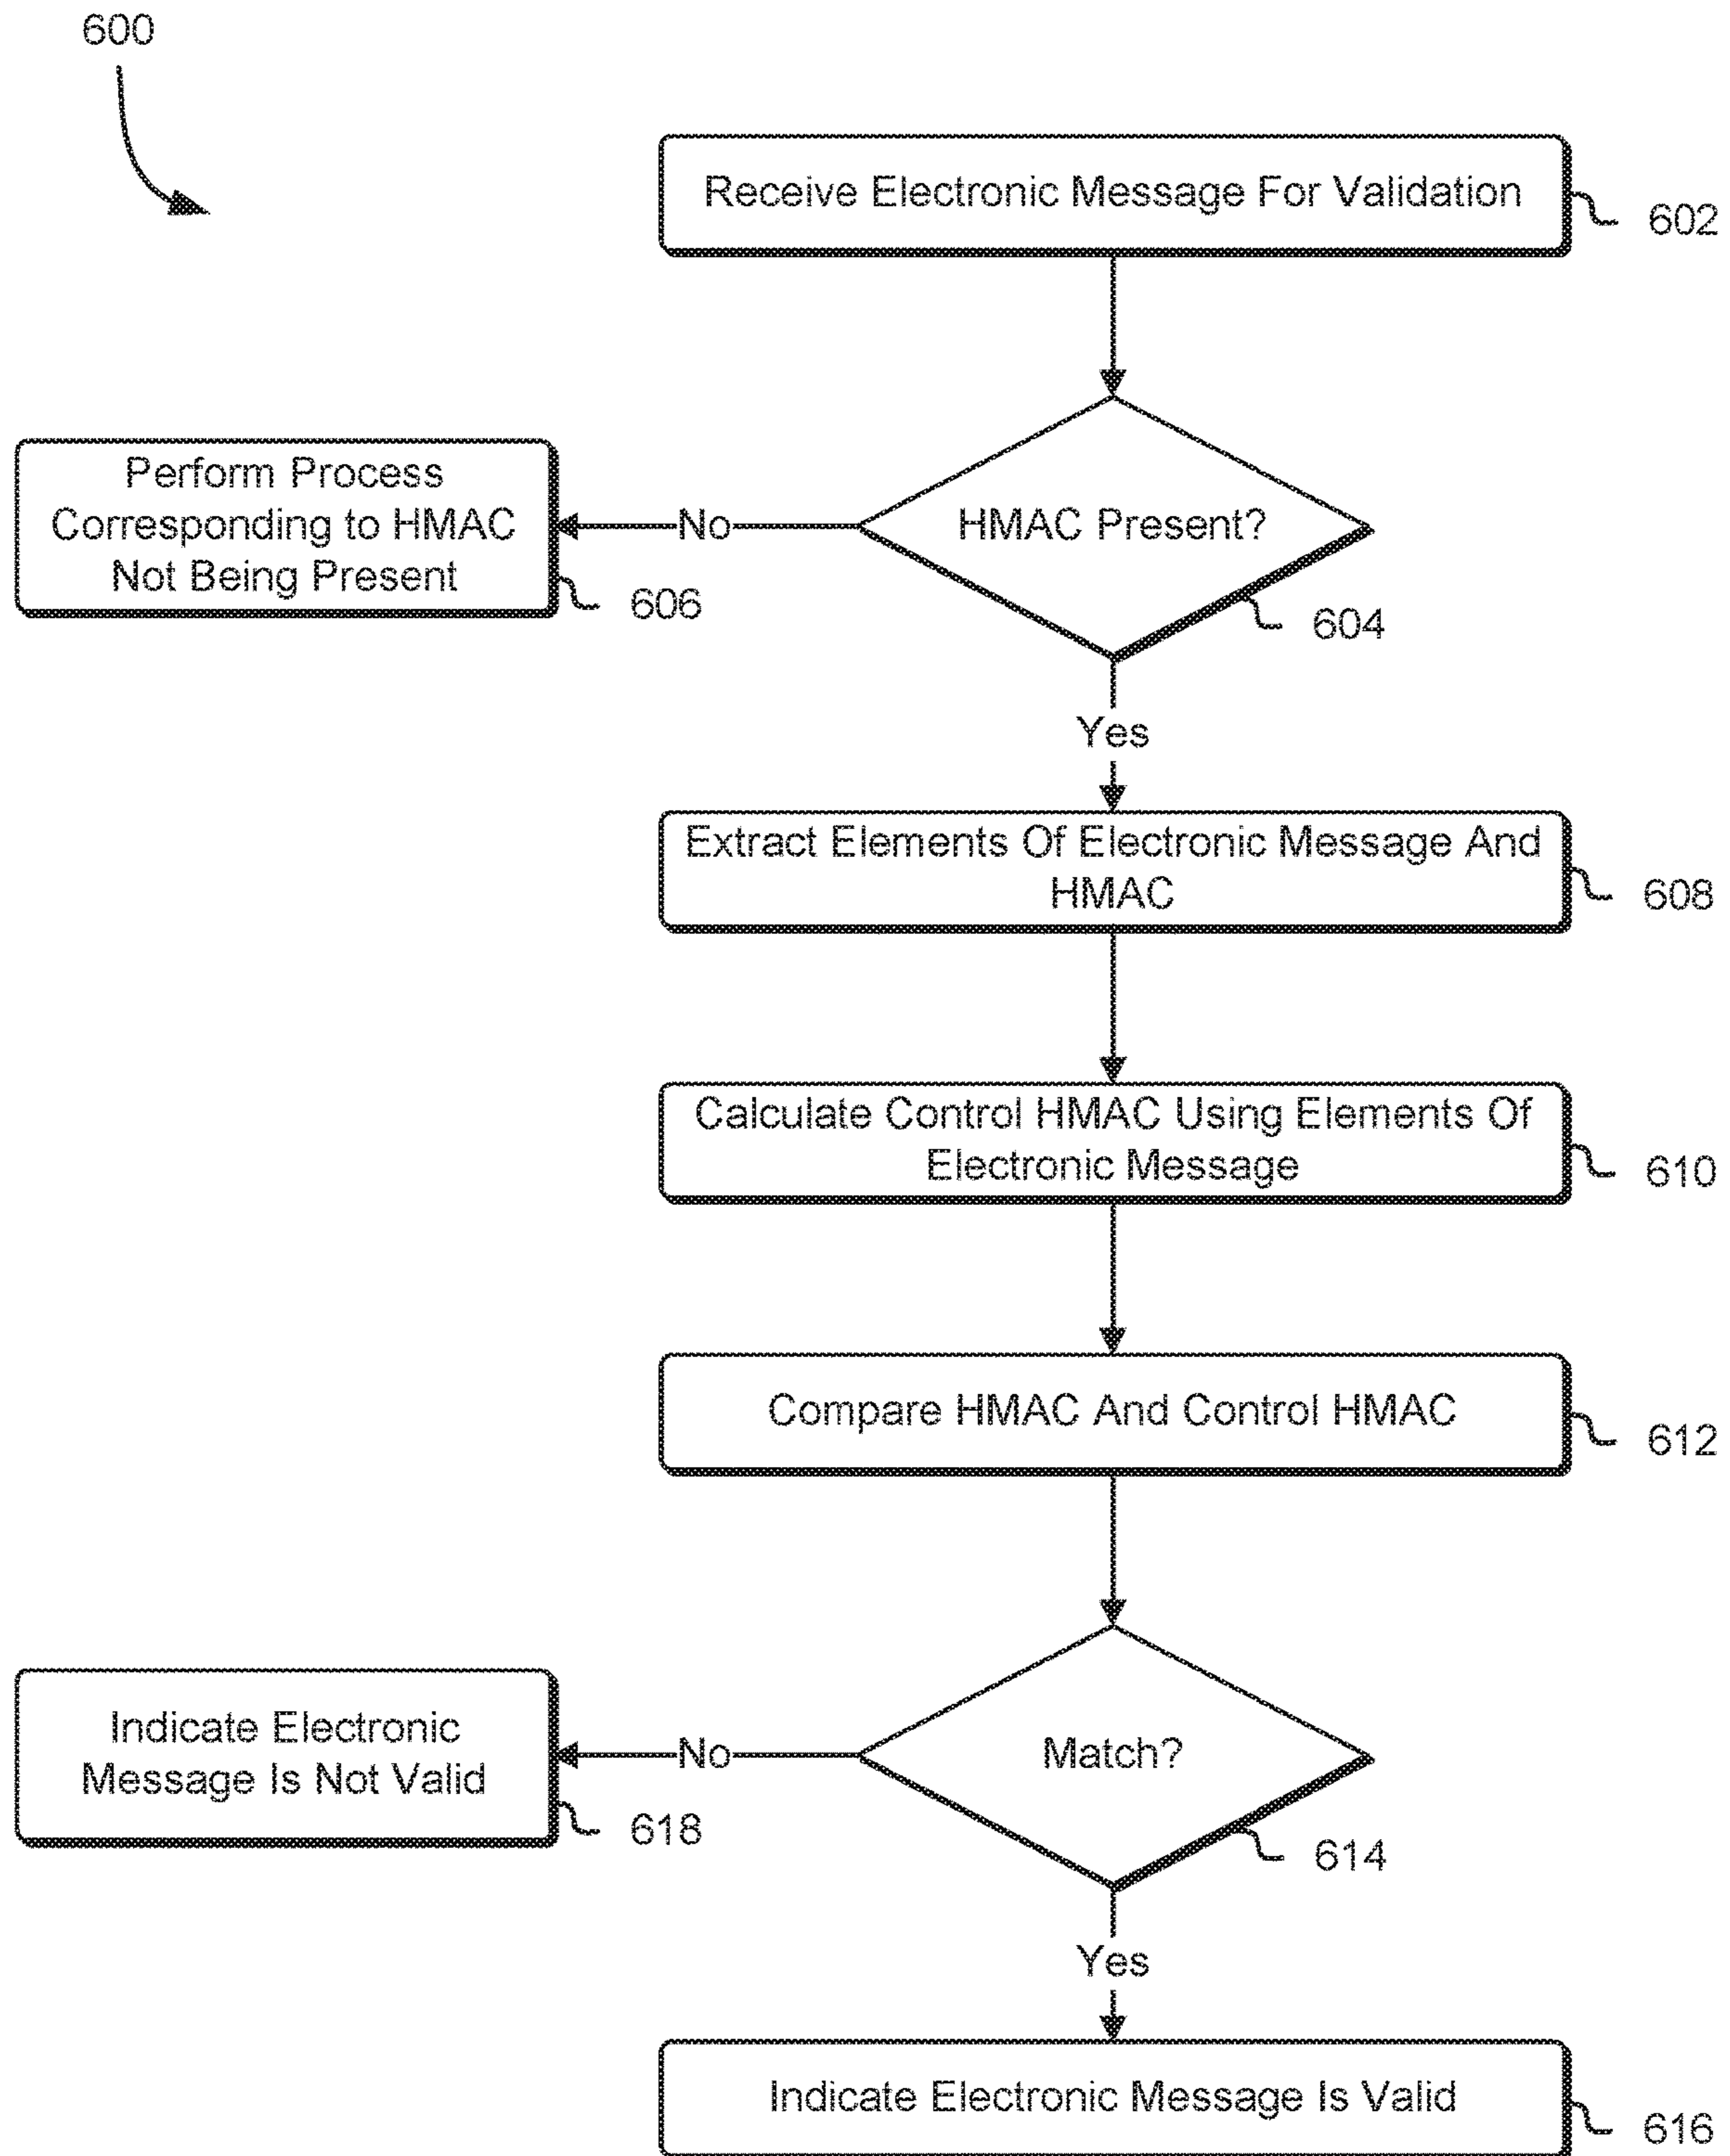 600
Receive Electronic Message For Validation
602
HMAC Present?
604
No
Perform Process
Corresponding to HMAC
Not Being Present
606
Yes
Extract Elements Of Electronic Message And
HMAC
608
Calculate Control HMAC Using Elements Of
Electronic Message
610
Compare HMAC And Control HMAC
612
Match?
614
No
Indicate Electronic
Message Is Not Valid
618
Yes
Indicate Electronic Message Is Valid
616